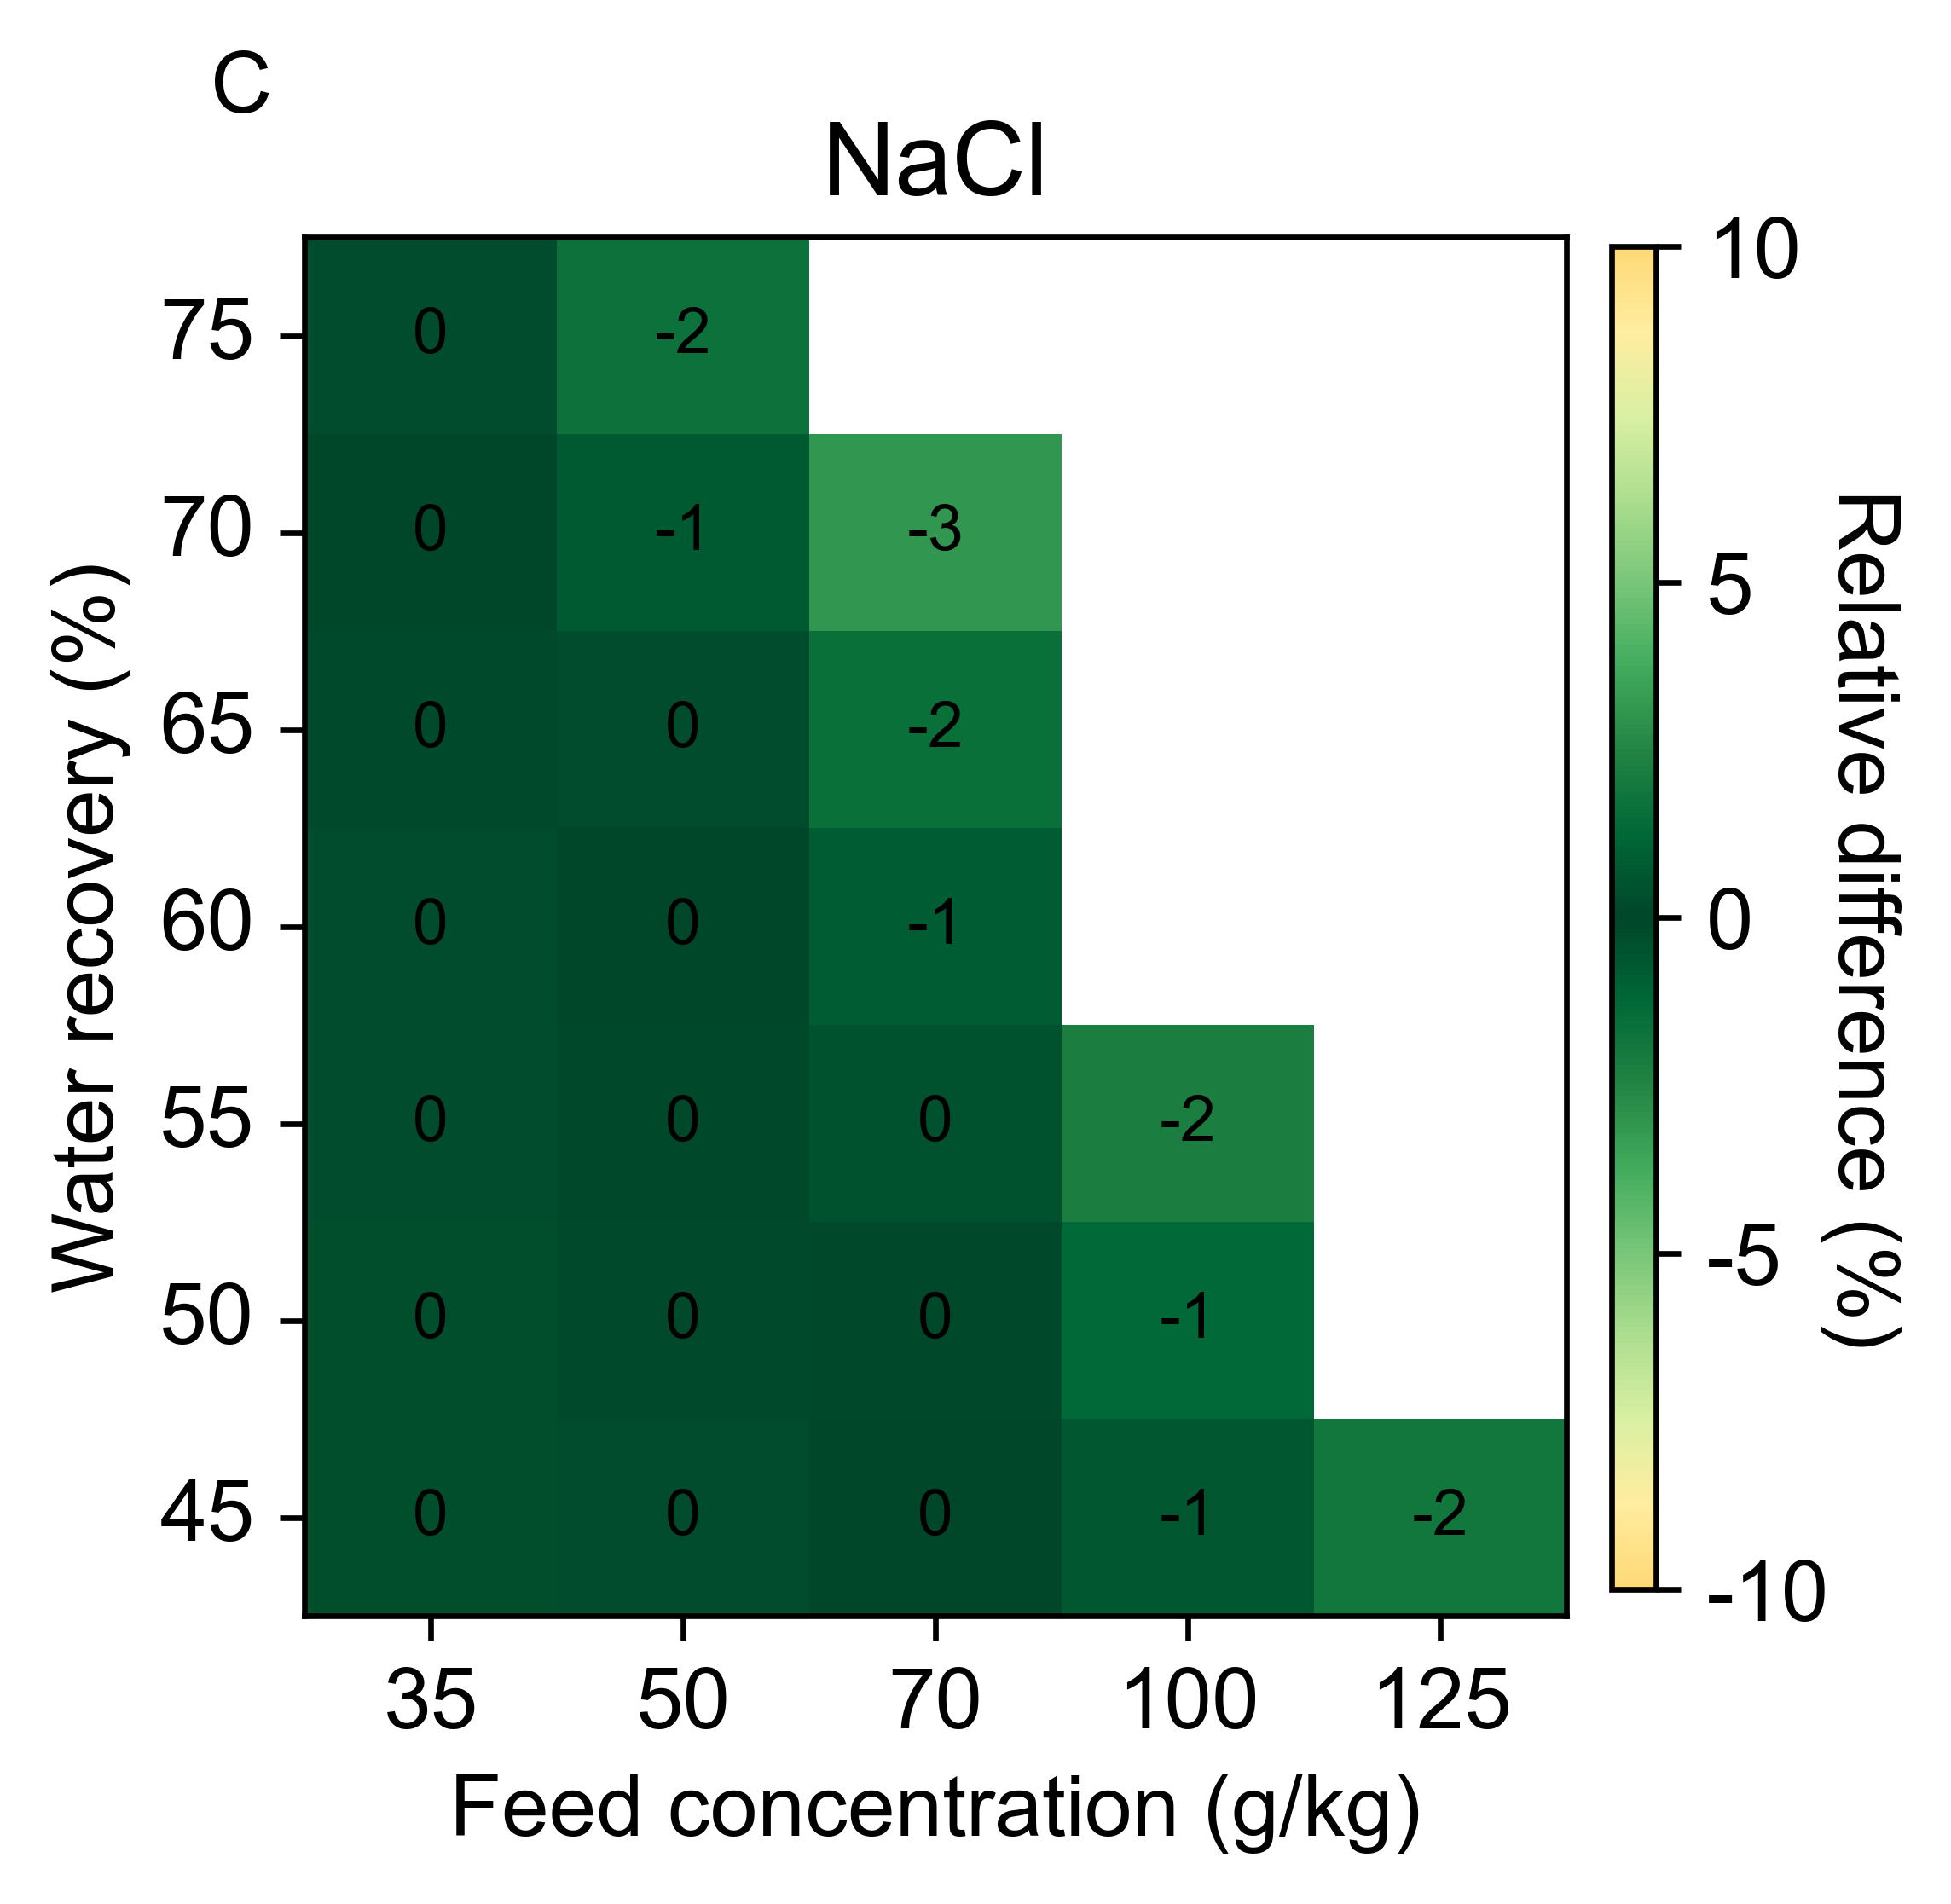 C
NaCl
Water recovery (%)
75 0 -2
70 0 -1 -3
65 0 0 -2
60 0 0 -1
55 0 0 0 -2
50 0 0 0 -1
45 0 0 0 -1 -2
35 50 70 100 125
Feed concentration (g/kg)
10
5
0
-5
-10
Relative difference (%)